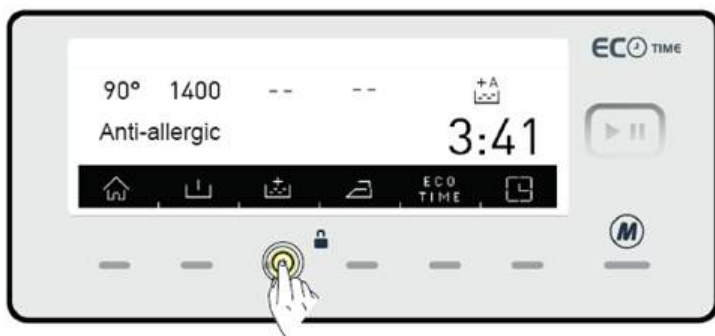 ECO TIME
90° 1400 -- --
+A
Anti-allergic 3:41
ECO
TIME
M